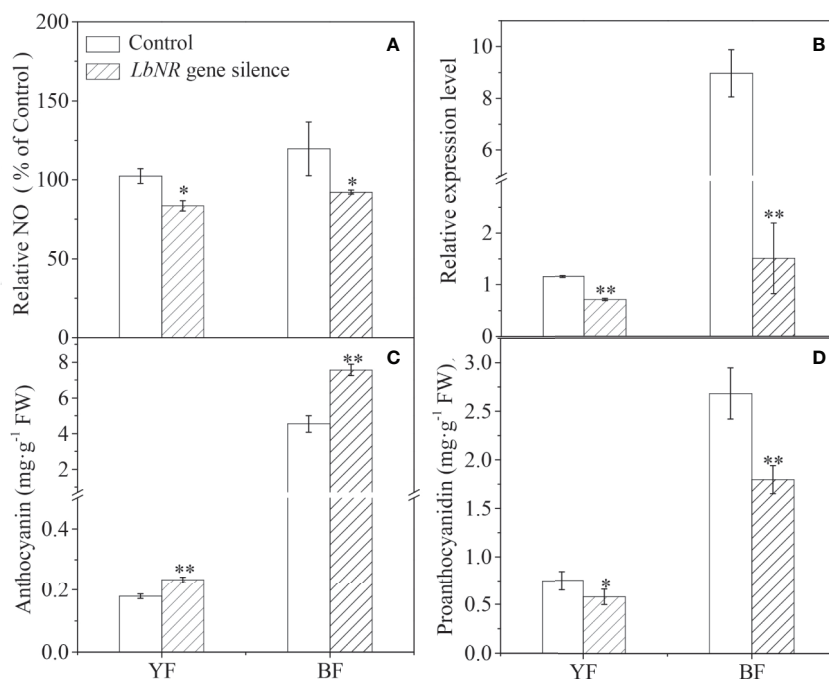 A
Control
LbNR gene silence
Relative NO ( % of Control)
200
150
100
50
0
*
*
B
Relative expression level
10
8
6
2
1
0
**
**
C
Anthocyanin (mg·g-1 FW)
8
6
4
2
0.4
0.2
0.0
**
**
YF
BF
D
Proanthocyanidin (mg·g-1 FW)
3.0
2.5
2.0
1.5
1.0
0.5
0.0
*
**
YF
BF